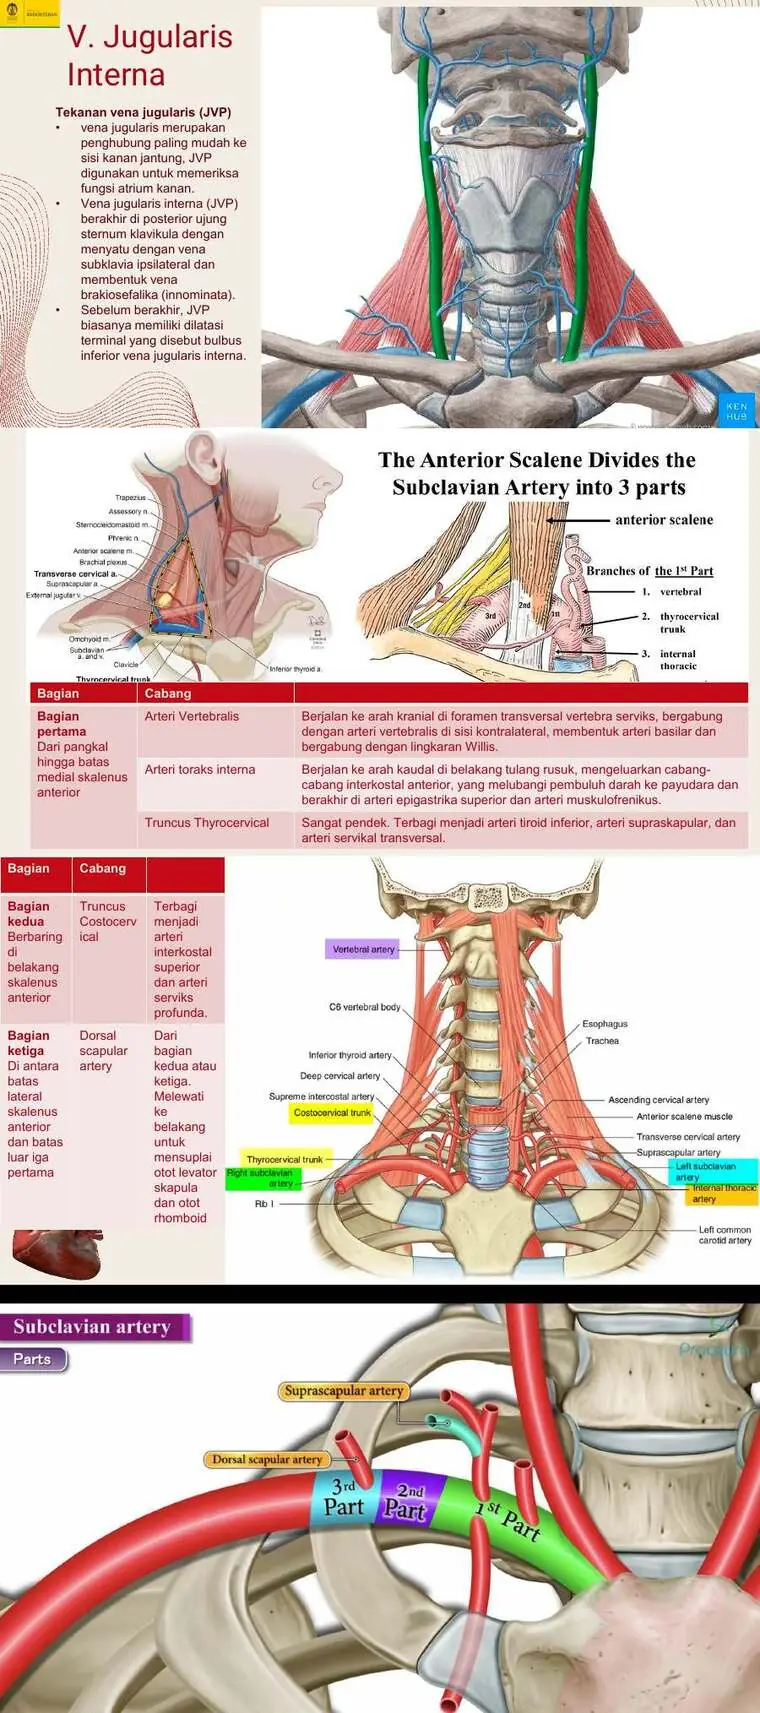 V. Jugularis
Interna
Tekanan vena jugularis (JVP)
• vena jugularis merupakan
penghubung paling mudah ke
sisi kanan jantung, JVP
digunakan untuk memeriksa
fungsi atrium kanan.
• Vena jugularis interna (JVP)
berakhir di posterior ujung
sternum klavikula dengan
menyatu dengan vena
subklavia ipsilateral dan
membentuk vena
brakiosefalika (innominata).
• Sebelum berakhir, JVP
biasanya memiliki dilatasi
terminal yang disebut bulbus
inferior vena jugularis interna.
KEN
HUB
Trapezius
Assessory n.
Sternocleidomastoid m.
Phrenic n.
Anterior scalene m.
Brachial plexus
Transverse cervical a.
Suprascapular a.
External jugular v.
Omohyoid m.
Subclavian
a. and v.
Clavicle
Thyrocervical trunk
Inferior thyroid a.
The Anterior Scalene Divides the
Subclavian Artery into 3 parts
anterior scalene
Branches of the 1st Part
1. vertebral
2. thyrocervical
trunk
3. internal
thoracic
3rd
2nd
1st
Bagian Cabang
Bagian
pertama
Dari pangkal
hingga batas
medial skalenus
anterior
Arteri Vertebralis
Berjalan ke arah kranial di foramen transversal vertebra serviks, bergabung
dengan arteri vertebralis di sisi kontralateral, membentuk arteri basilar dan
bergabung dengan lingkaran Willis.
Arteri toraks interna
Berjalan ke arah kaudal di belakang tulang rusuk, mengeluarkan cabang-
cabang interkostal anterior, yang melubangi pembuluh darah ke payudara dan
berakhir di arteri epigastrika superior dan arteri muskulofrenikus.
Truncus Thyrocervical
Sangat pendek. Terbagi menjadi arteri tiroid inferior, arteri supraskapular, dan
arteri servikal transversal.
Bagian Cabang
Bagian
kedua
Berbaring
di
belakang
skalenus
anterior
Truncus
Costocerv
ical
Terbagi
menjadi
arteri
interkostal
superior
dan arteri
serviks
profunda.
Bagian
ketiga
Di antara
batas
lateral
skalenus
anterior
dan batas
luar iga
pertama
Dorsal
scapular
artery
Dari
bagian
kedua atau
ketiga.
Melewati
ke
belakang
untuk
mensuplai
otot levator
skapula
dan otot
rhomboid
Vertebral artery
C6 vertebral body
Inferior thyroid artery
Deep cervical artery
Supreme intercostal artery
Costocervical trunk
Thyrocervical trunk
Right subclavian
artery
Rib I
Esophagus
Trachea
Ascending cervical artery
Anterior scalene muscle
Transverse cervical artery
Suprascapular artery
Left subclavian
artery
Internal thoracic
artery
Left common
carotid artery
Subclavian artery
Parts
Suprascapular artery
Dorsal scapular artery
3rd
Part
2nd
Part
1st Part